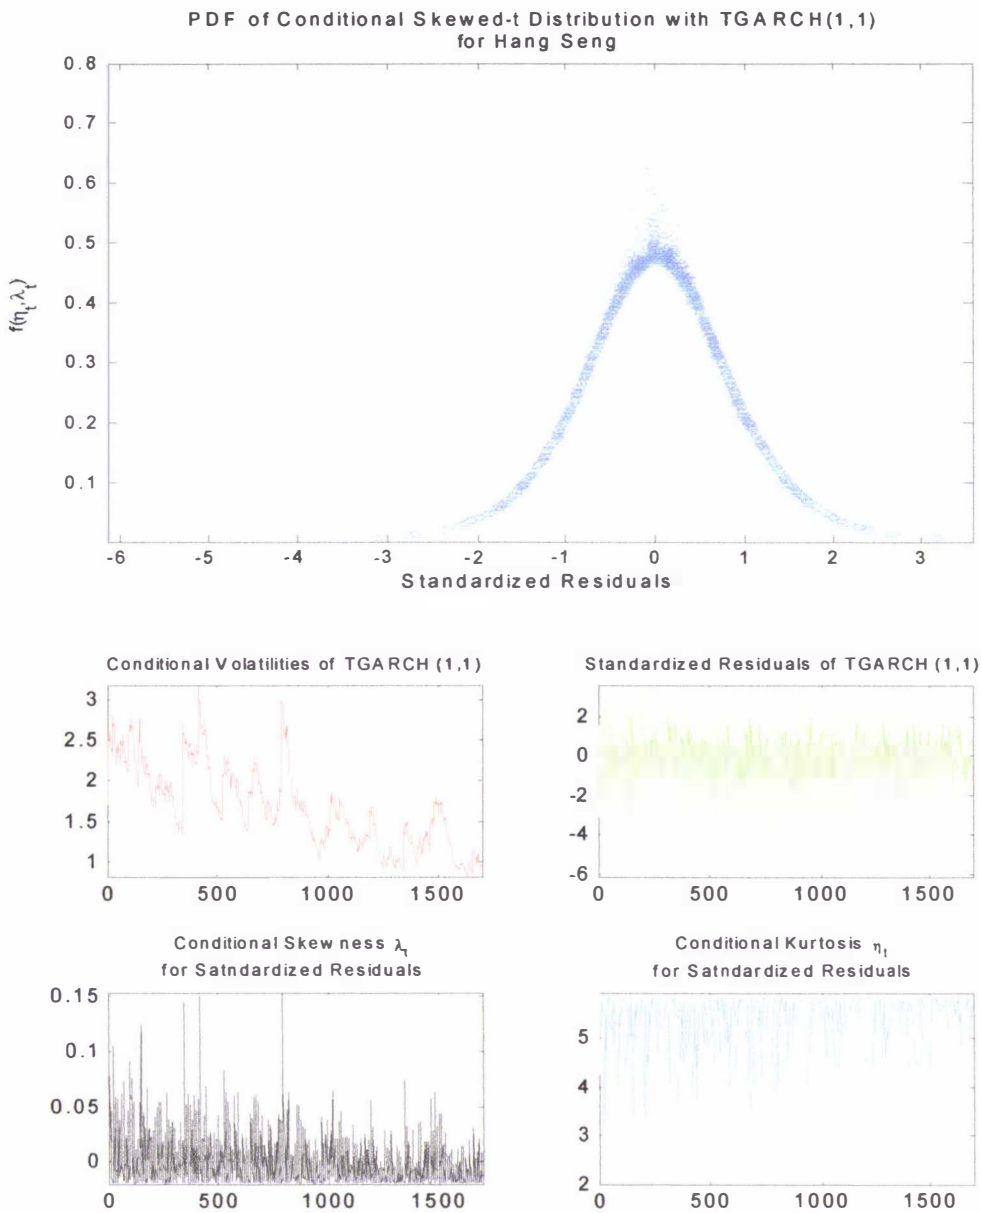 PDF of Conditional Skewed-t Distribution with TGARCH(1,1)
for Hang Seng
0.8
0.7
0.6
0.5
0.4
0.3
0.2
0.1
f(η_t,λ_t)
-6 -5 -4 -3 -2 -1 0 1 2 3
Standardized Residuals
Conditional Volatilities of TGARCH (1,1)
3
2.5
2
1.5
1
0 500 1000 1500
Standardized Residuals of TGARCH (1,1)
2
0
-2
-4
-6
0 500 1000 1500
Conditional Skewness λ_t
for Satndardized Residuals
0.15
0.1
0.05
0
0 500 1000 1500
Conditional Kurtosis η_t
for Satndardized Residuals
5
4
3
2
0 500 1000 1500